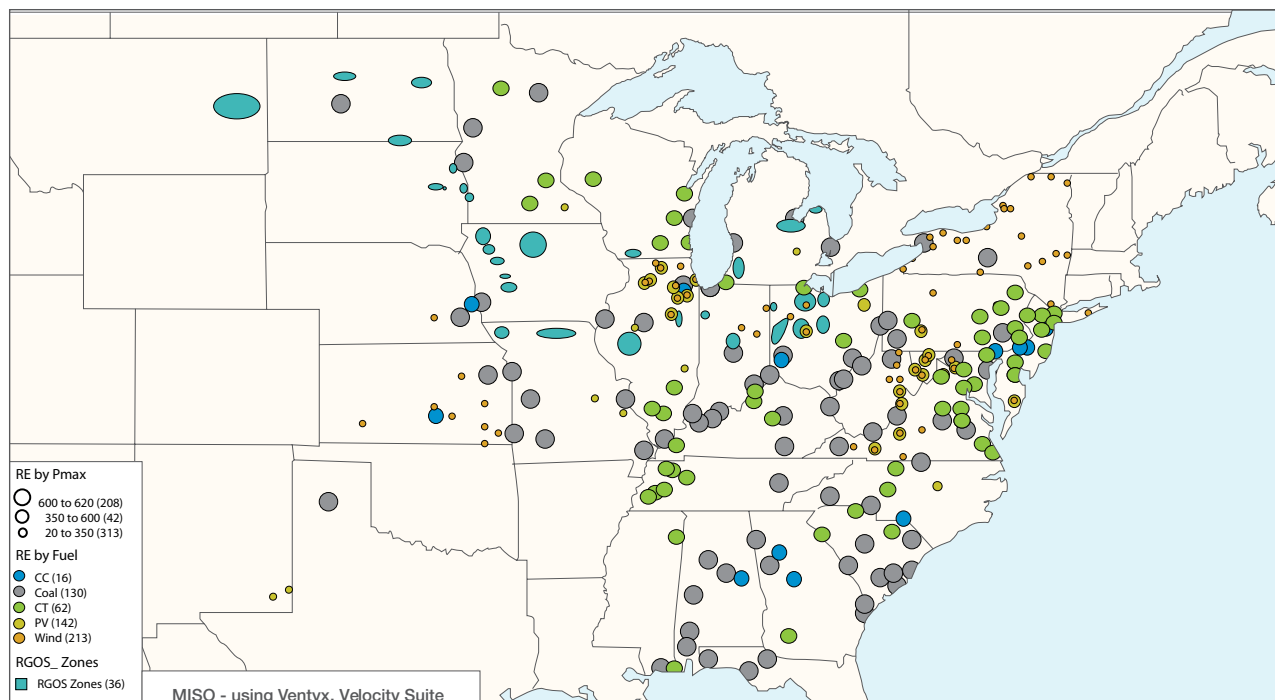 RE by Pmax
600 to 620 (208)
350 to 600 (42)
20 to 350 (313)
RE by Fuel
CC (16)
Coal (130)
CT (62)
PV (142)
Wind (213)
RGOS_ Zones
RGOS Zones (36)
MISO - using Ventyx, Velocity Suite